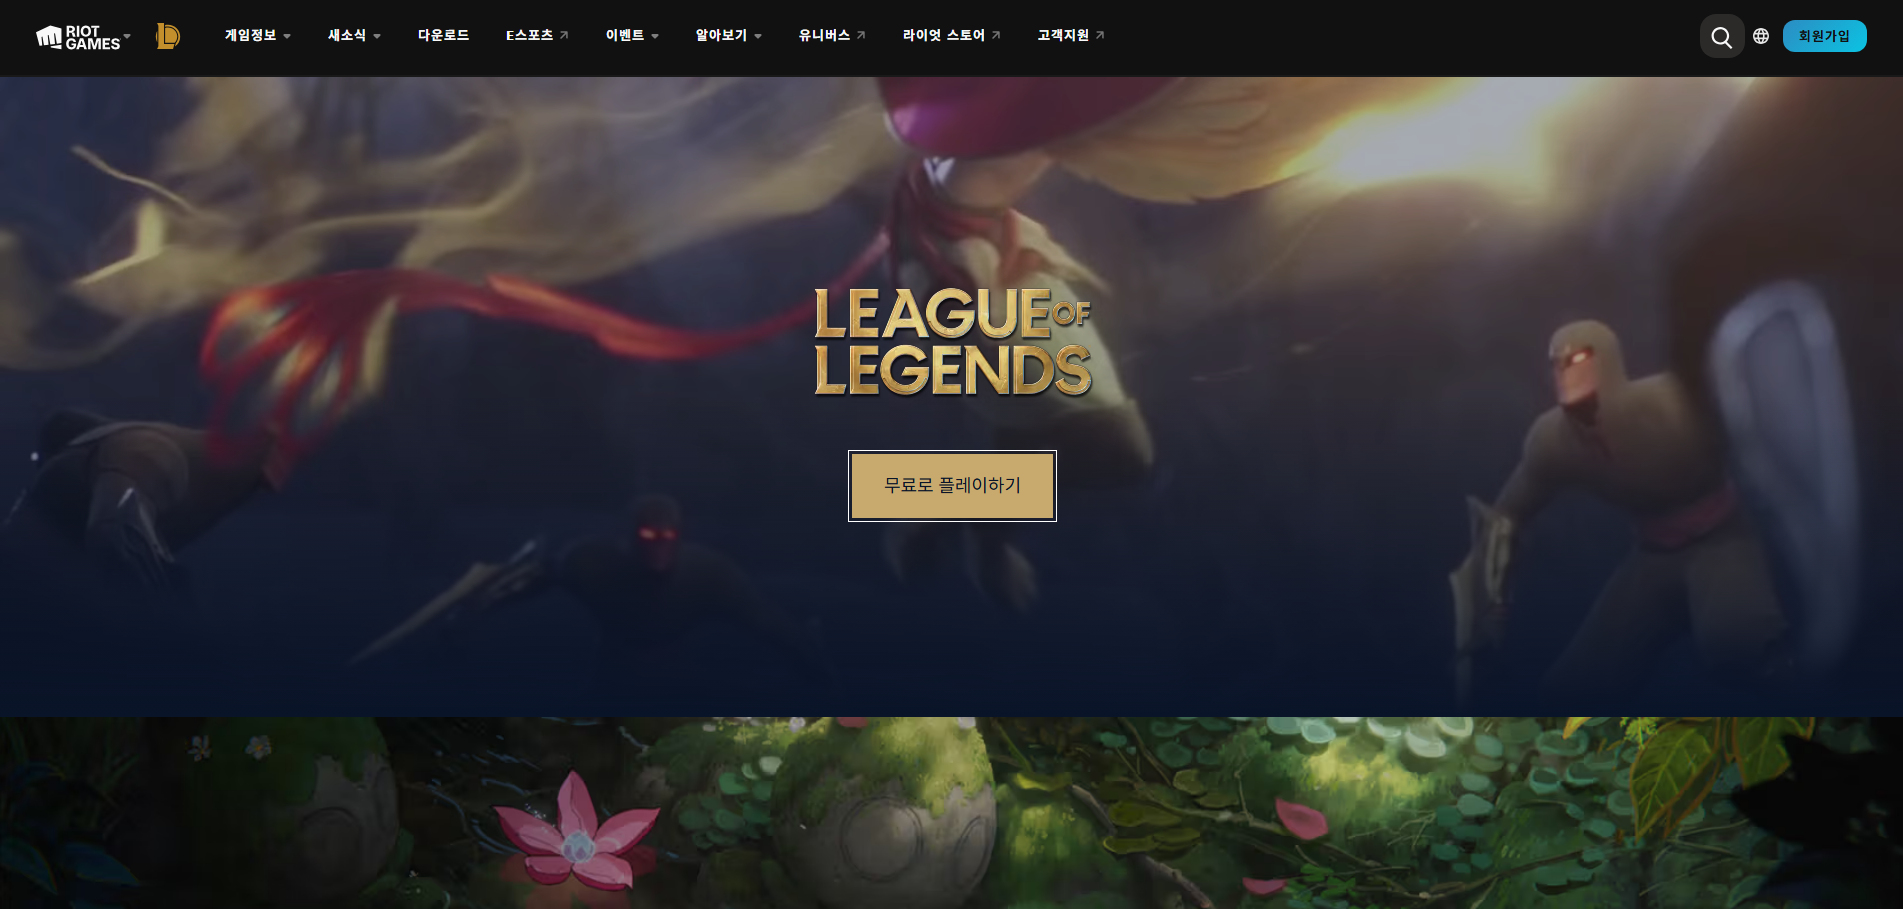 RIOT
GAMES
게임정보
새소식
다운로드
E스포츠
이벤트
알아보기
유니버스
라이엇 스토어
고객지원
회원가입
LEAGUE OF
LEGENDS
무료로 플레이하기